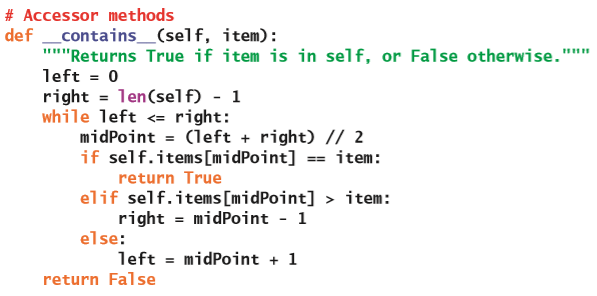 # Accessor methods
def __contains__(self, item):
    """Returns True if item is in self, or False otherwise."""
    left = 0
    right = len(self) - 1
    while left <= right:
        midPoint = (left + right) // 2
        if self.items[midPoint] == item:
            return True
        elif self.items[midPoint] > item:
            right = midPoint - 1
        else:
            left = midPoint + 1
    return False